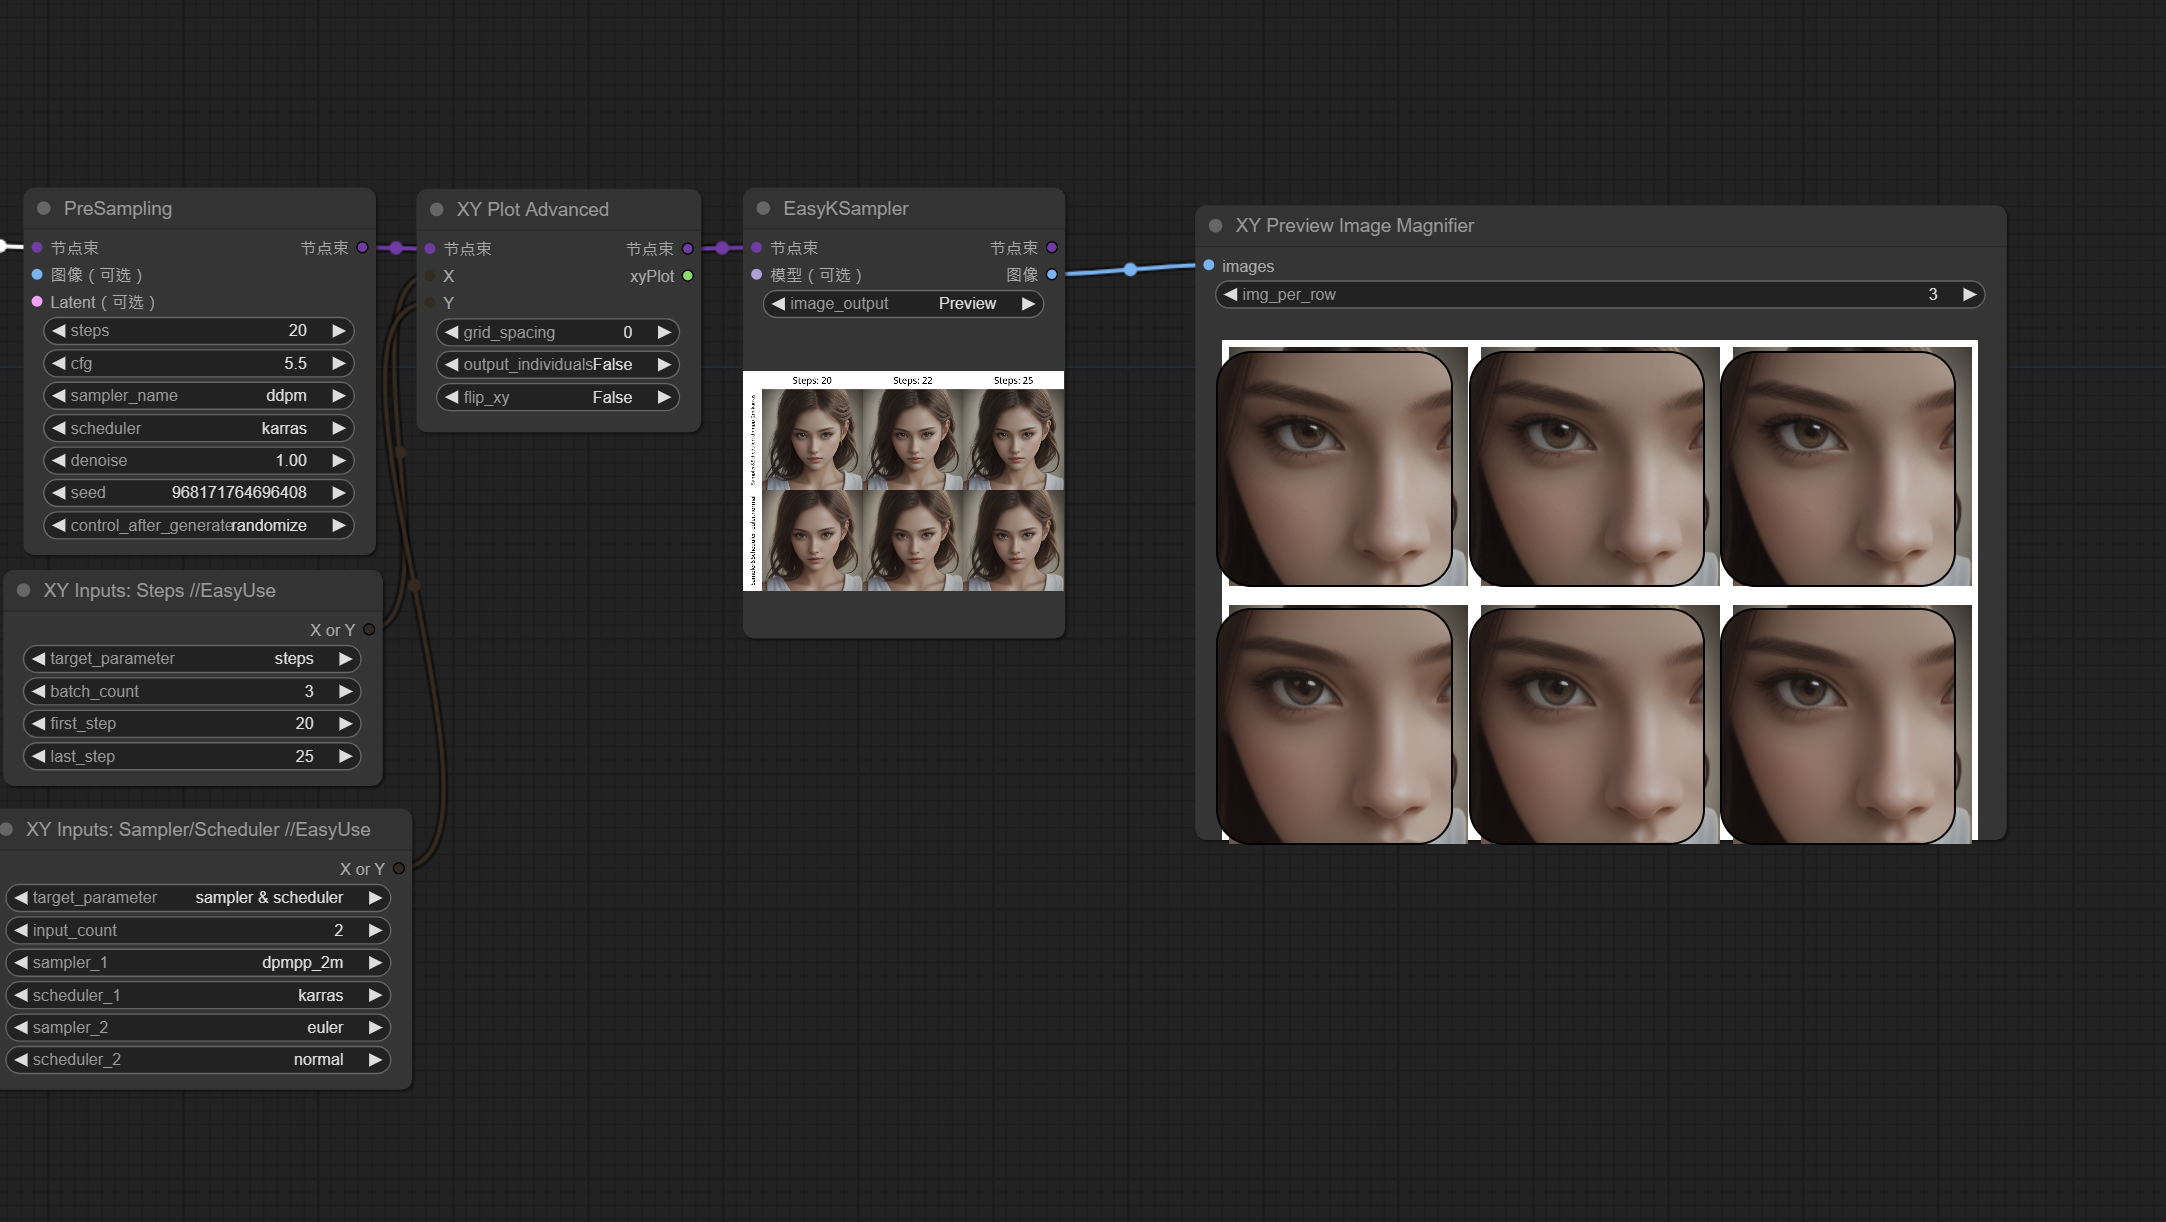 PreSampling
节点束 节点束
图像（可选）
Latent（可选）
steps 20
cfg 5.5
sampler_name ddpm
scheduler karras
denoise 1.00
seed 968171764696408
control_after_generate randomize
XY Inputs: Steps //EasyUse
X or Y
target_parameter steps
batch_count 3
first_step 20
last_step 25
XY Inputs: Sampler/Scheduler //EasyUse
X or Y
target_parameter sampler & scheduler
input_count 2
sampler_1 dpmpp_2m
scheduler_1 karras
sampler_2 euler
scheduler_2 normal
XY Plot Advanced
节点束 节点束
X xyPlot
Y
grid_spacing 0
output_individuals False
flip_xy False
EasyKSampler
节点束 节点束
模型（可选） 图像
image_output Preview
Steps: 20 Steps: 22 Steps: 25
XY Preview Image Magnifier
images
img_per_row 3